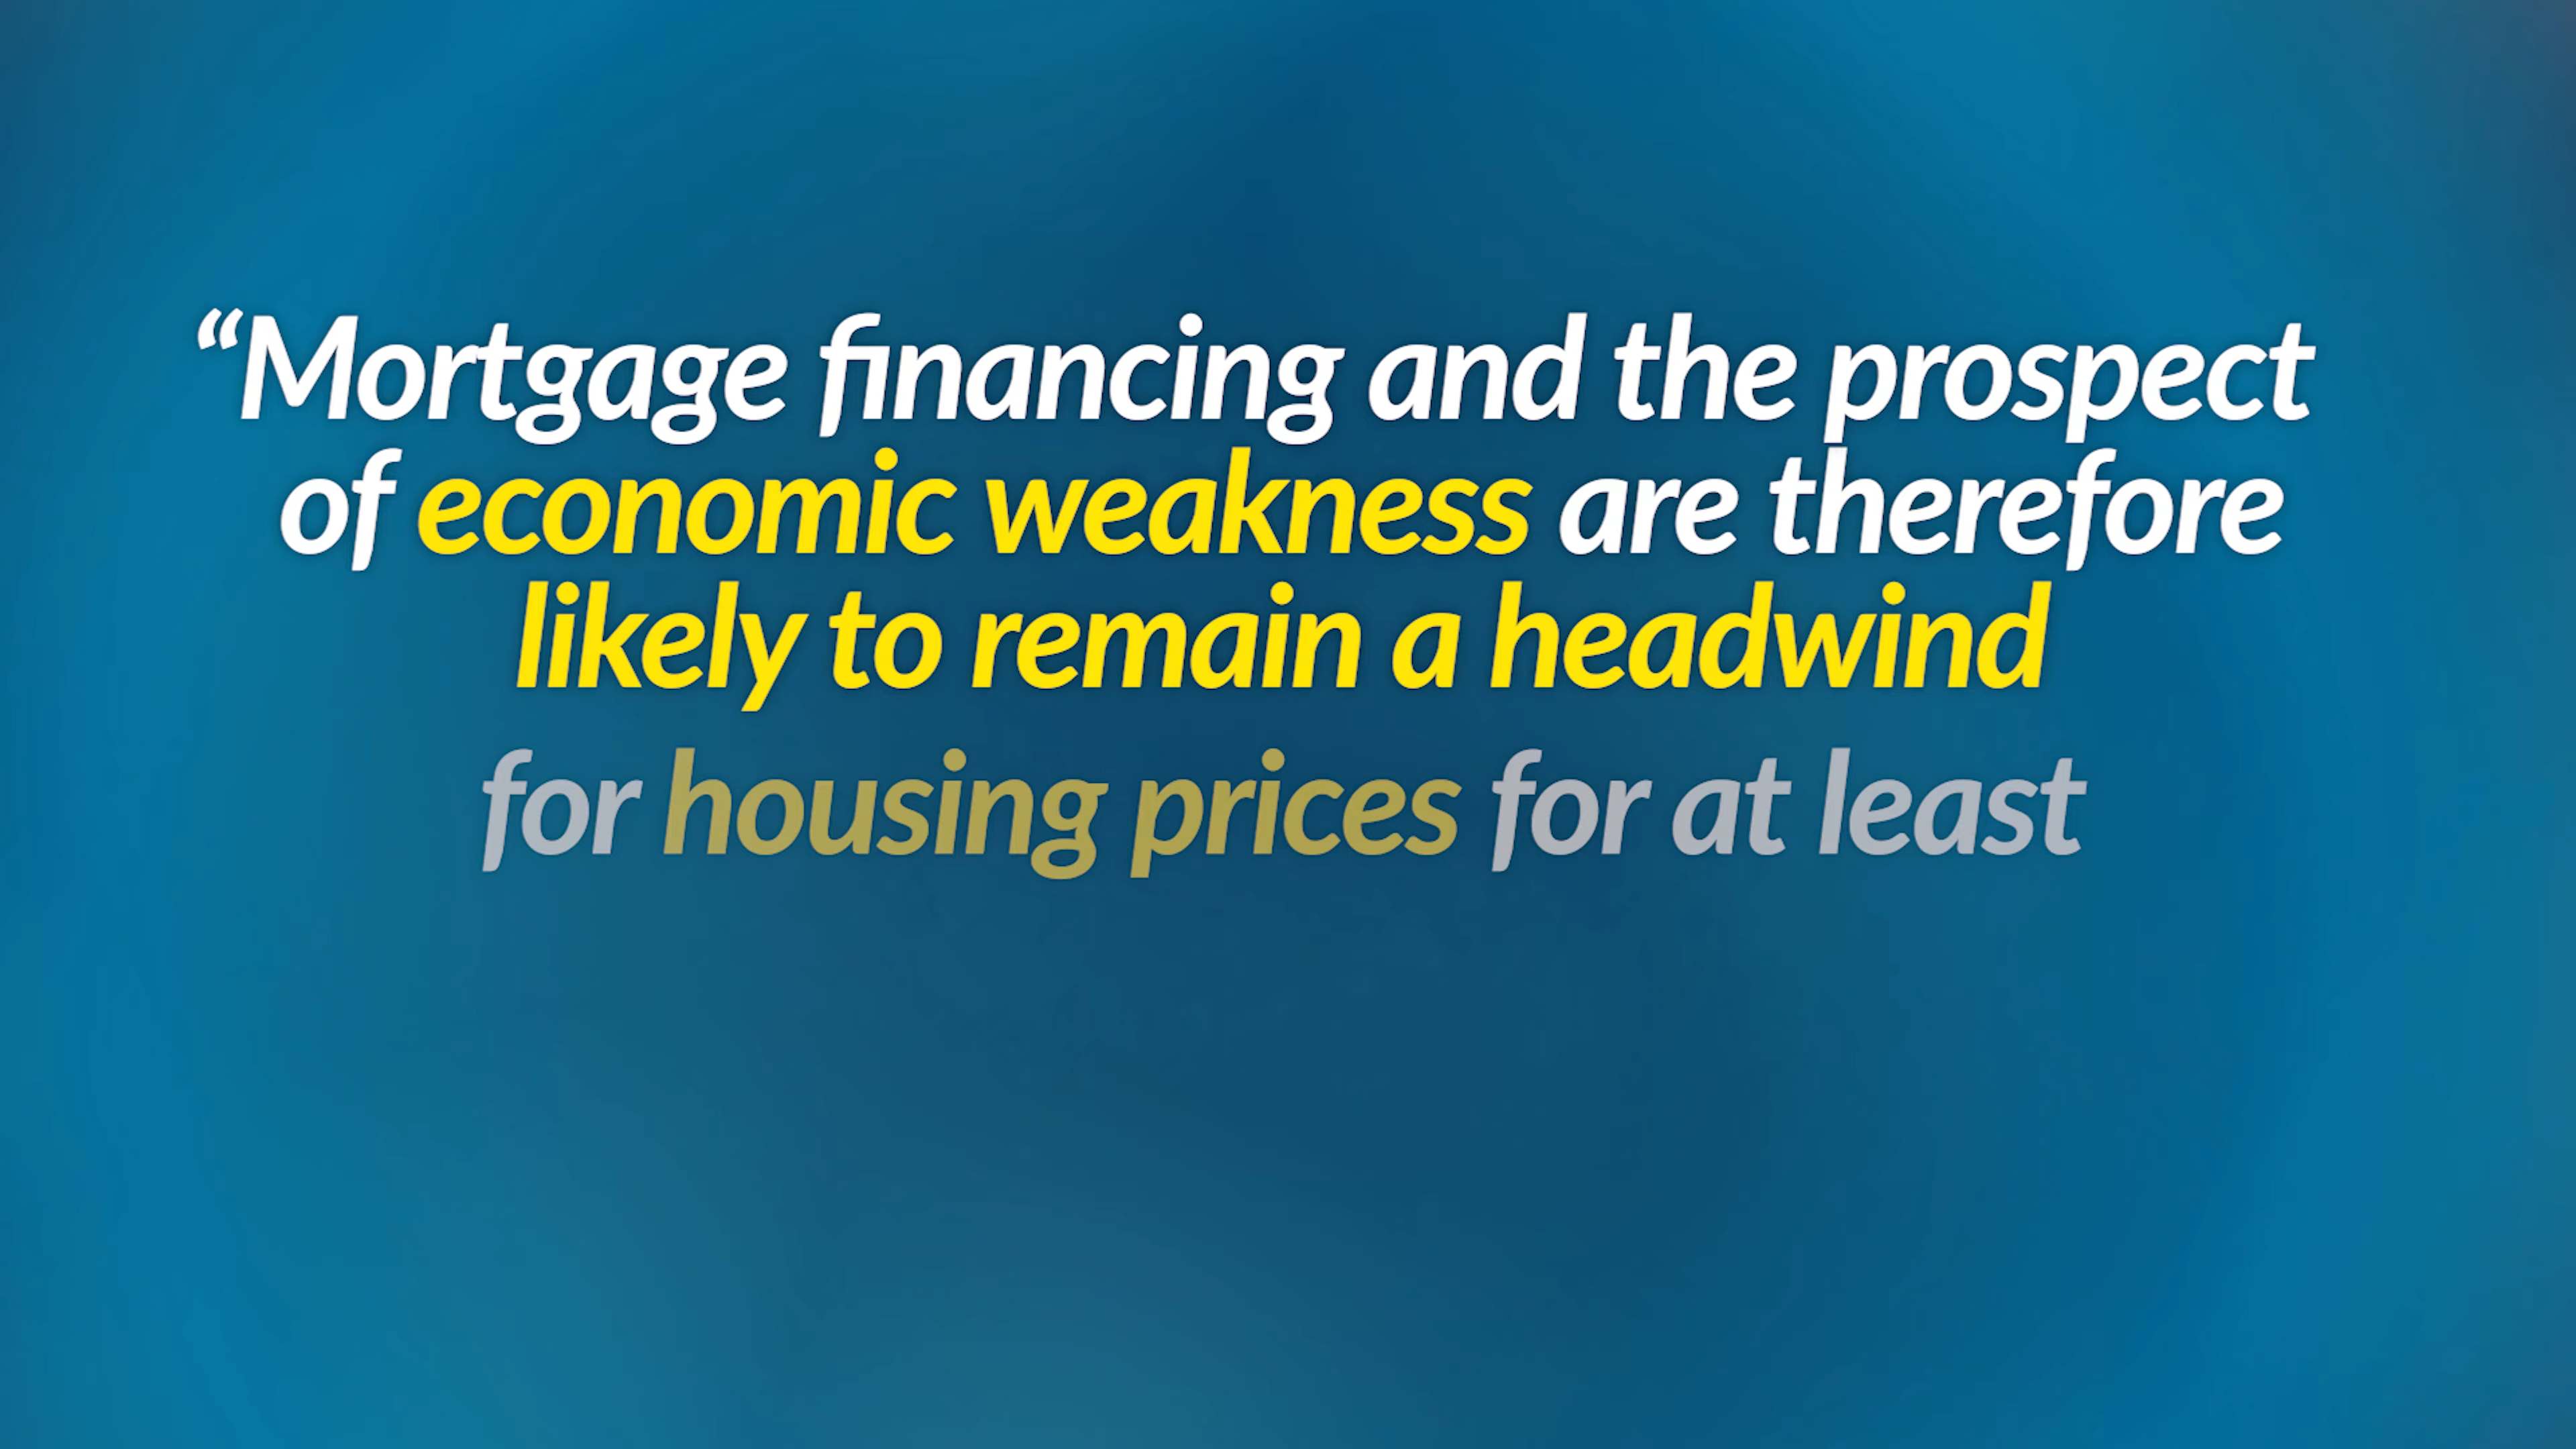 “Mortgage financing and the prospect
of economic weakness are therefore
likely to remain a headwind
for housing prices for at least